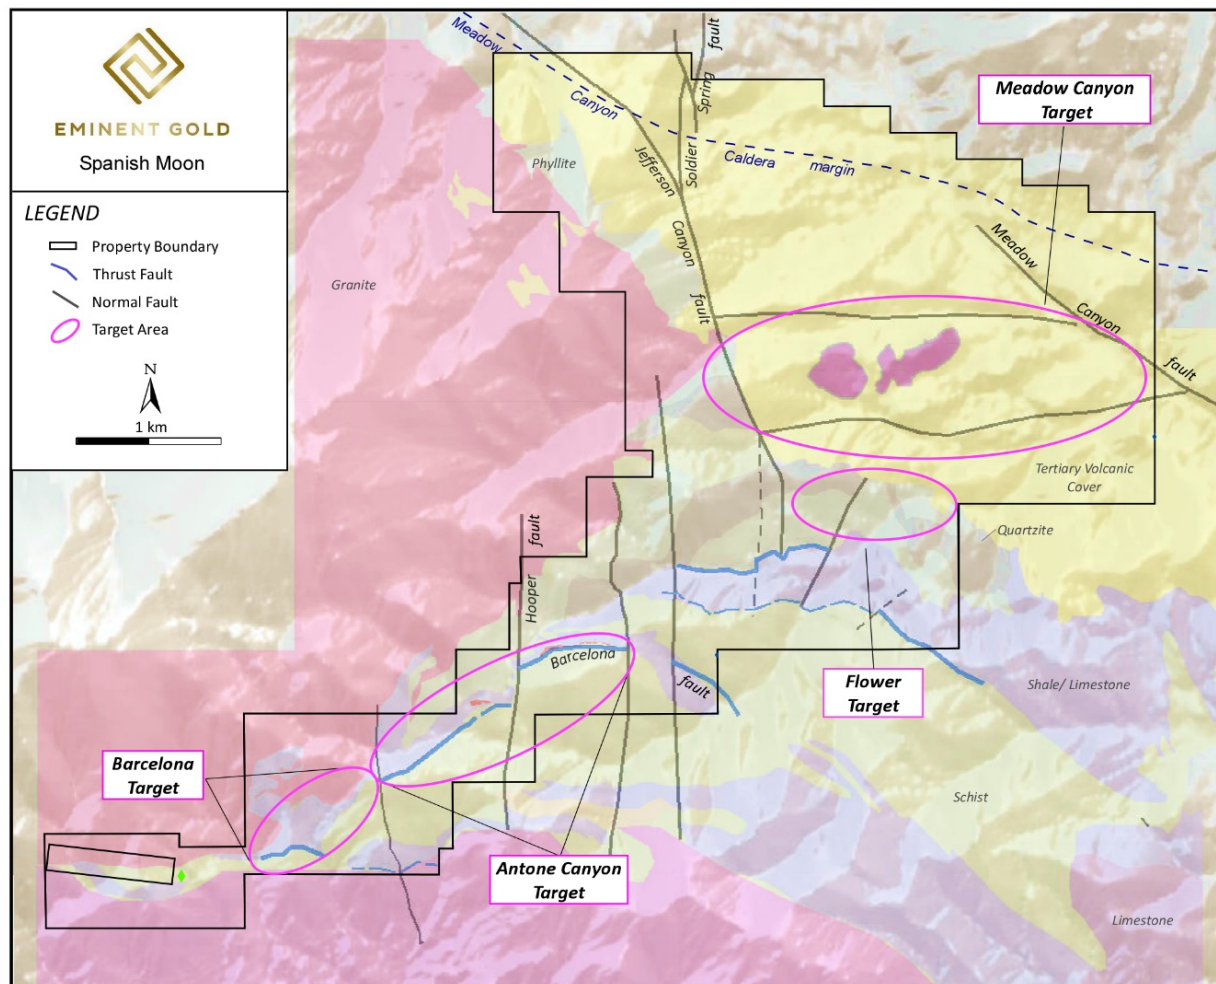 EMINENT GOLD
Spanish Moon
LEGEND
Property Boundary
Thrust Fault
Normal Fault
Target Area
N
1 km
Meadow
Canyon
Caldera
margin
Jefferson
Canyon
fault
Soldier
Spring
fault
Meadow Canyon
Target
Phyllite
Granite
Meadow
Canyon
fault
Tertiary Volcanic
Cover
Quartzite
Hooper
fault
Barcelona
fault
Flower
Target
Shale/ Limestone
Barcelona
Target
Schist
Antone Canyon
Target
Limestone